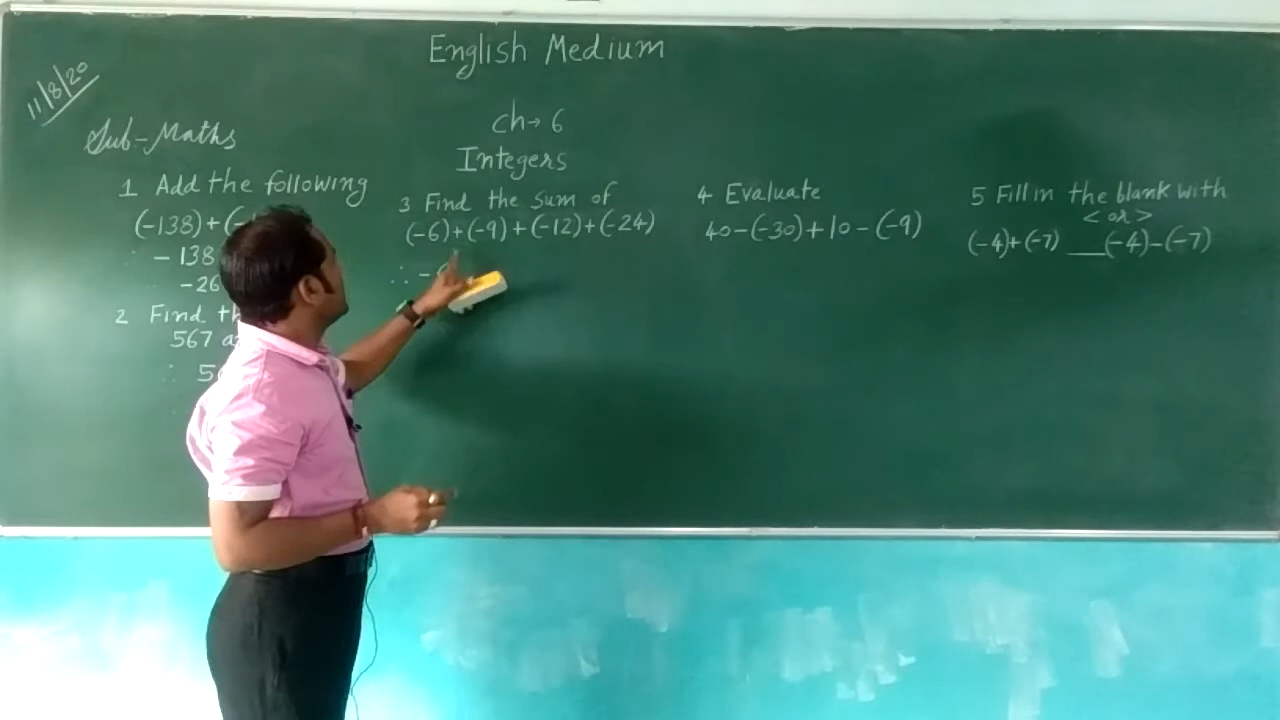 English Medium
11/8/20
Sub-Maths
ch→6
Integers
1 Add the following
(-138)+(-
-138
-26
2 Find th
567 a
∴ 5
3 Find the sum of
(-6)+(-9)+(-12)+(-24)
∴ -
4 Evaluate
40-(-30)+10-(-9)
5 Fill in the blank with
< or >
(-4)+(-7) ___(-4)-(-7)